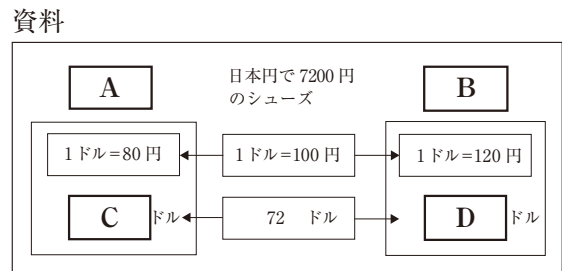 資料
A
日本円で 7200 円
のシューズ
B
1ドル=80 円
1ドル=100 円
1ドル=120 円
C ドル
72 ドル
D ドル